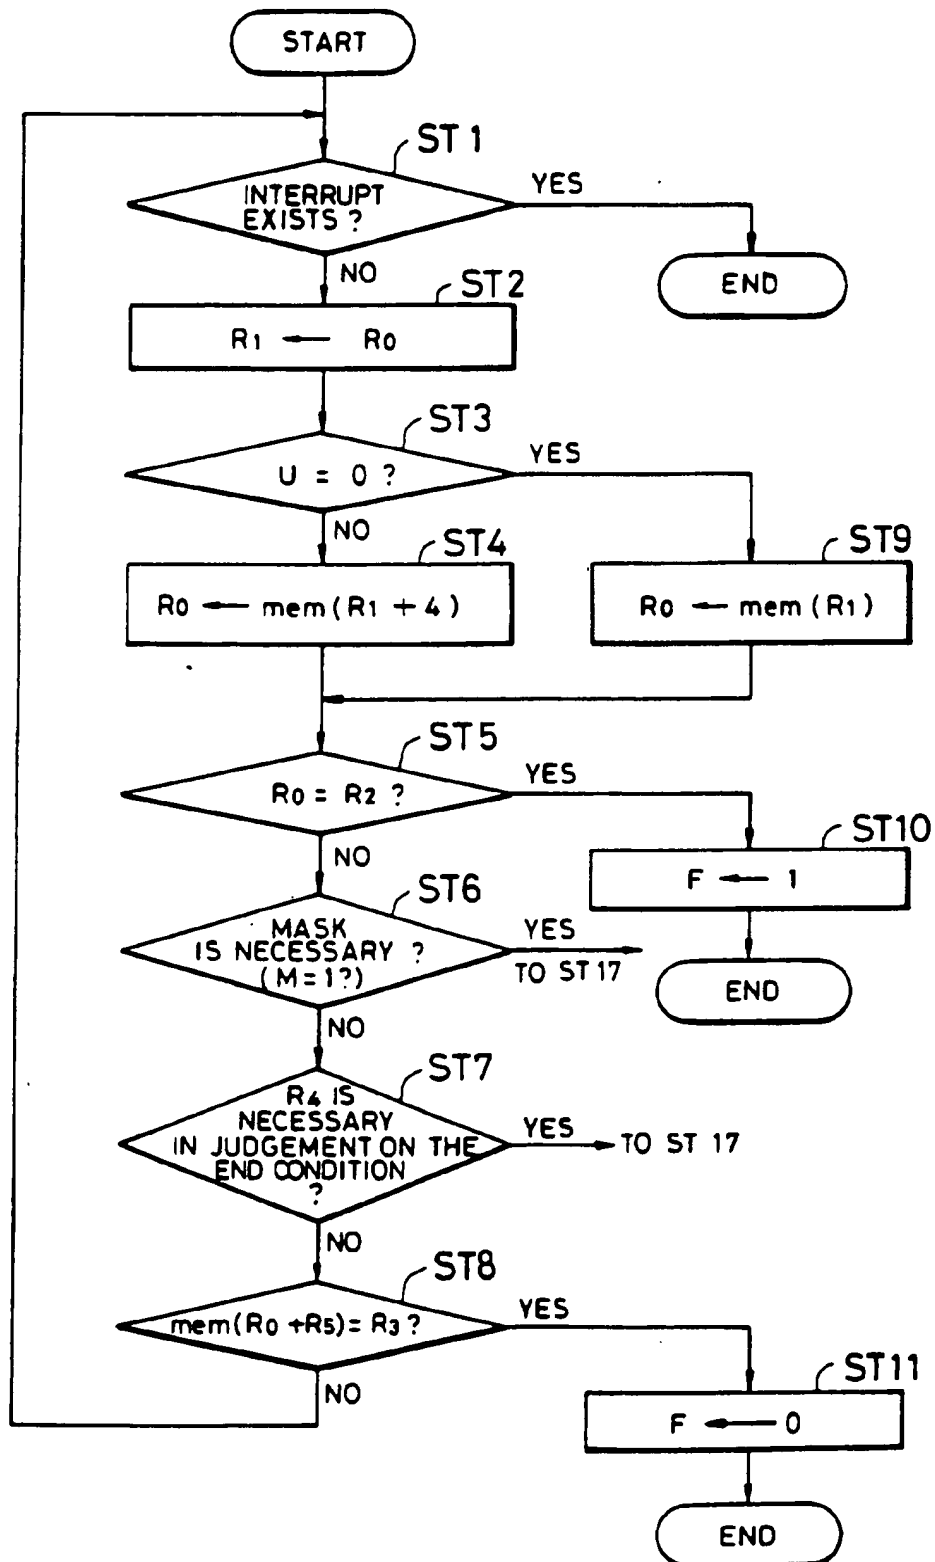 START
ST 1
INTERRUPT
EXISTS ?
YES
END
NO
ST2
R1 ← R0
ST3
U = 0 ?
YES
NO
ST4
R0 ← mem ( R1 + 4 )
ST9
R0 ← mem ( R1 )
ST5
R0 = R2 ?
YES
NO
ST10
F ← 1
END
ST6
MASK
IS NECESSARY ?
( M = 1 ? )
YES
TO ST 17
NO
ST7
R4 IS
NECESSARY
IN JUDGEMENT ON THE
END CONDITION
?
YES
TO ST 17
NO
ST8
mem ( R0 + R5 ) = R3 ?
YES
NO
ST11
F ← 0
END